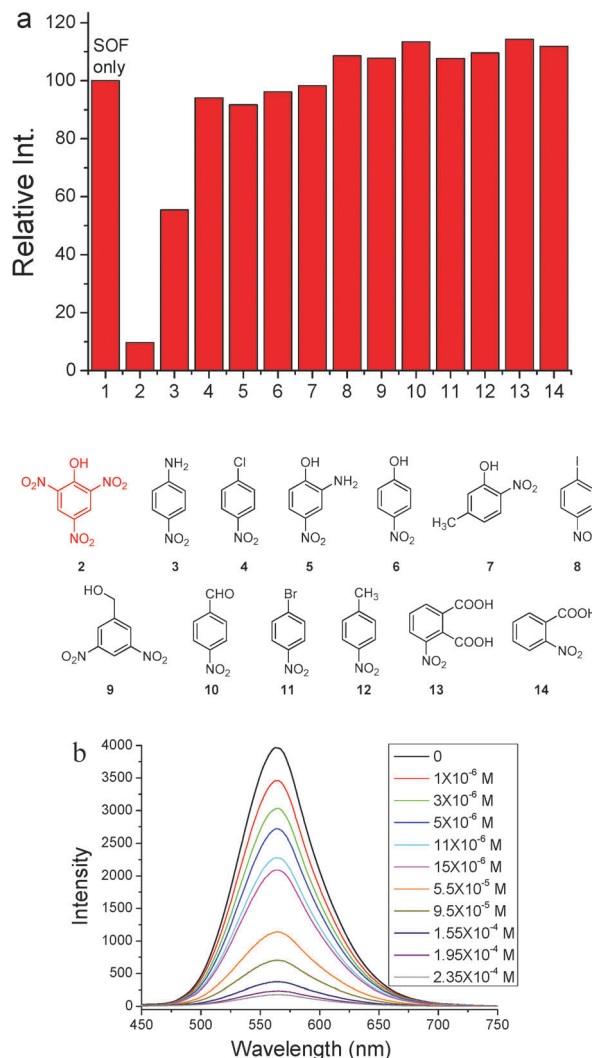 a
Relative Int.
120
100
80
60
40
20
0
SOF
only
1 2 3 4 5 6 7 8 9 10 11 12 13 14
OH
O₂N NO₂
NO₂
2
NH₂
NO₂
3
Cl
NO₂
4
OH
NH₂
NO₂
5
OH
NO₂
6
OH
NO₂
H₃C
7
I
NO
8
HO
O₂N NO₂
9
CHO
NO₂
10
Br
NO₂
11
CH₃
NO₂
12
COOH
COOH
NO₂
13
COOH
NO₂
14
b
Intensity
4000
3500
3000
2500
2000
1500
1000
500
0
0
1X10⁻⁶ M
3X10⁻⁶ M
5X10⁻⁶ M
11X10⁻⁶ M
15X10⁻⁶ M
5.5X10⁻⁵ M
9.5X10⁻⁵ M
1.55X10⁻⁴ M
1.95X10⁻⁴ M
2.35X10⁻⁴ M
450 500 550 600 650 700 750
Wavelength (nm)